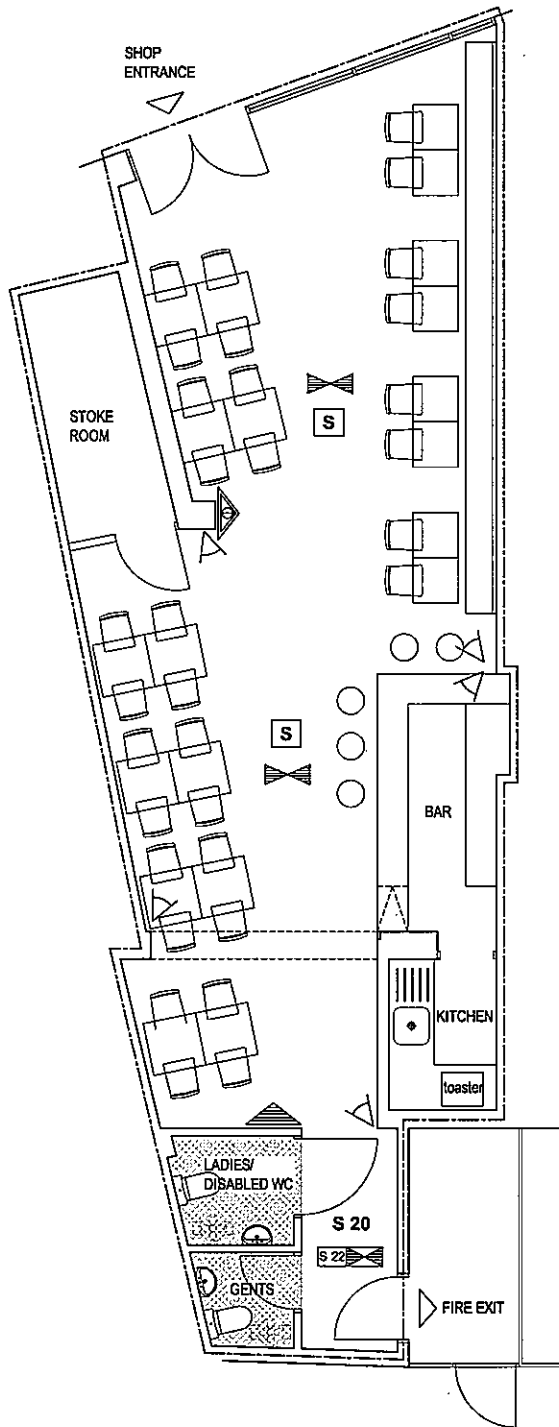 SHOP
ENTRANCE
STOKE
ROOM
S
S
BAR
KITCHEN
toaster
LADIES/
DISABLED WC
S 20
S 22
GENTS
FIRE EXIT